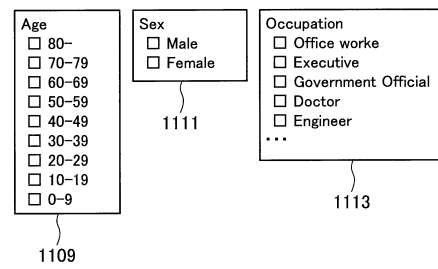 Age
80-
70-79
60-69
50-59
40-49
30-39
20-29
10-19
0-9
1109
Sex
Male
Female
1111
Occupation
Office worke
Executive
Government Official
Doctor
Engineer
...
1113